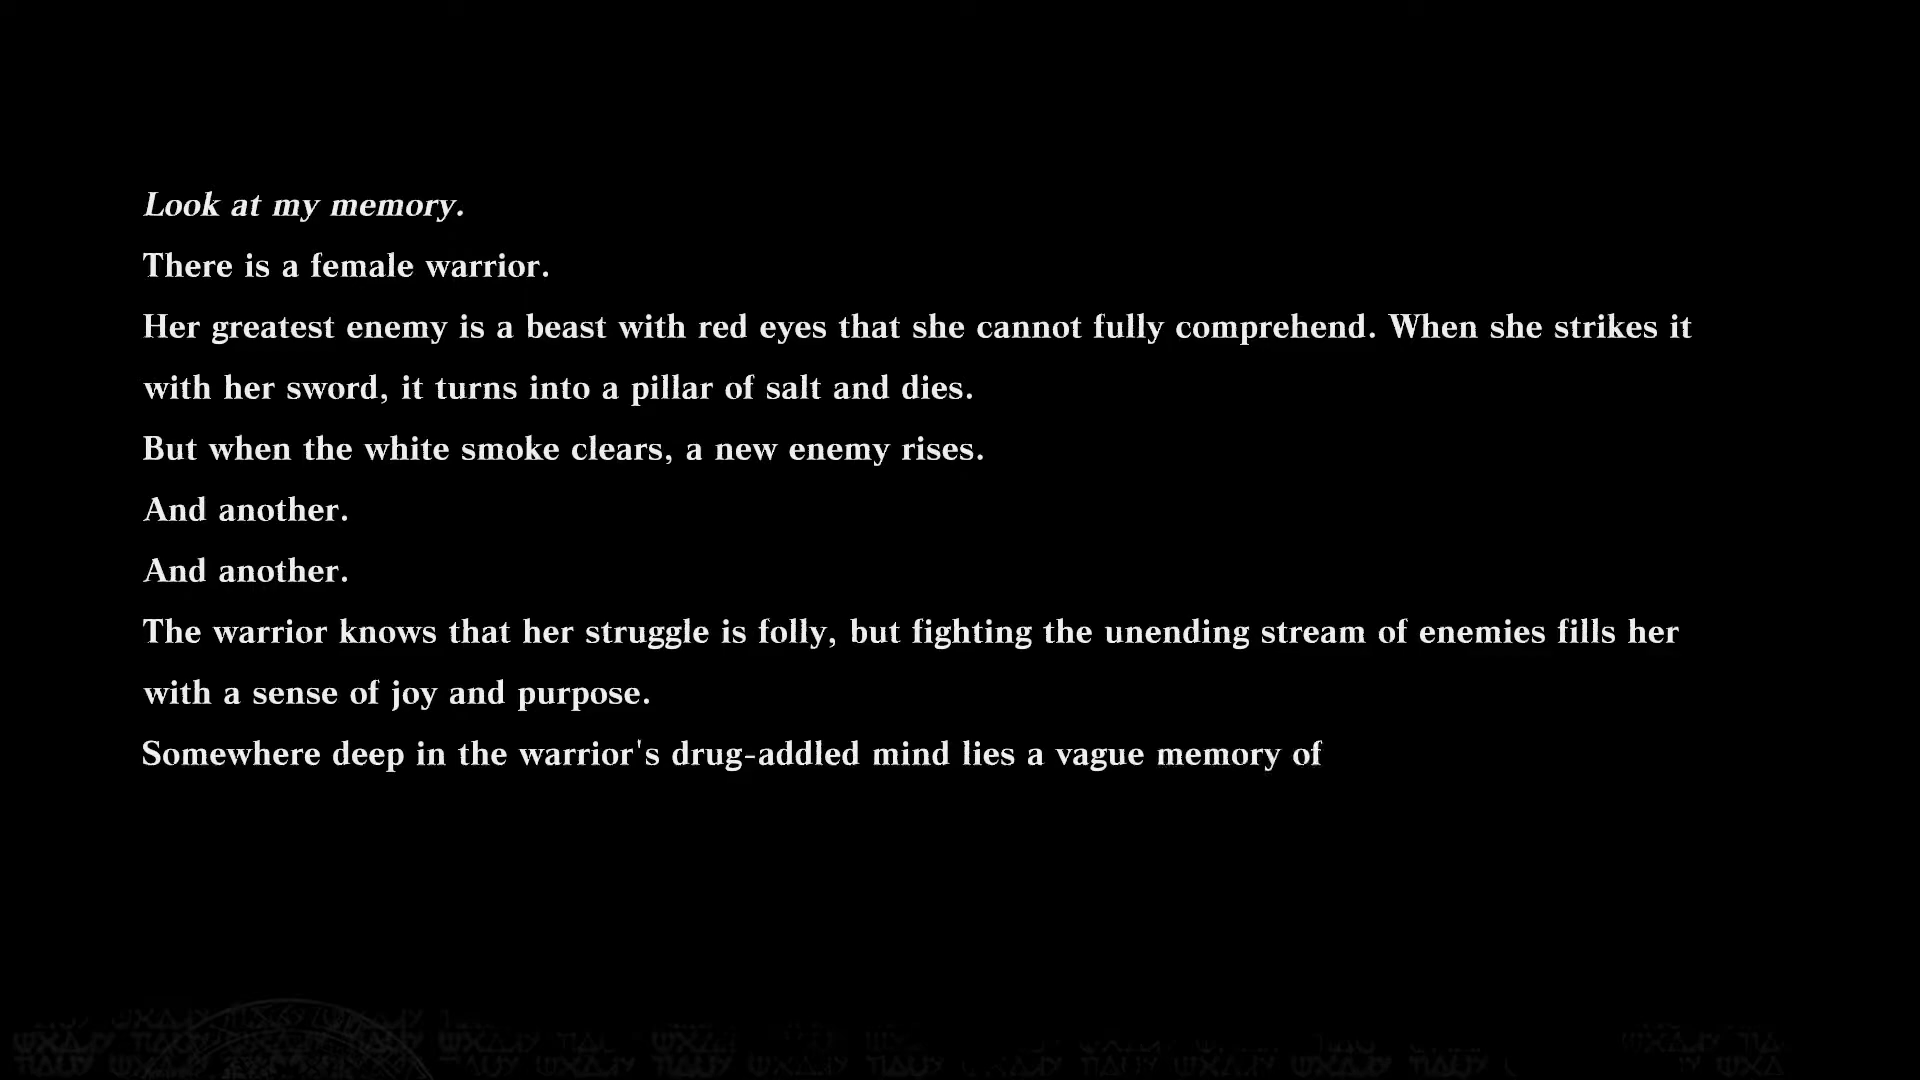 Look at my memory.
There is a female warrior.
Her greatest enemy is a beast with red eyes that she cannot fully comprehend. When she strikes it
with her sword, it turns into a pillar of salt and dies.
But when the white smoke clears, a new enemy rises.
And another.
And another.
The warrior knows that her struggle is folly, but fighting the unending stream of enemies fills her
with a sense of joy and purpose.
Somewhere deep in the warrior's drug-addled mind lies a vague memory of